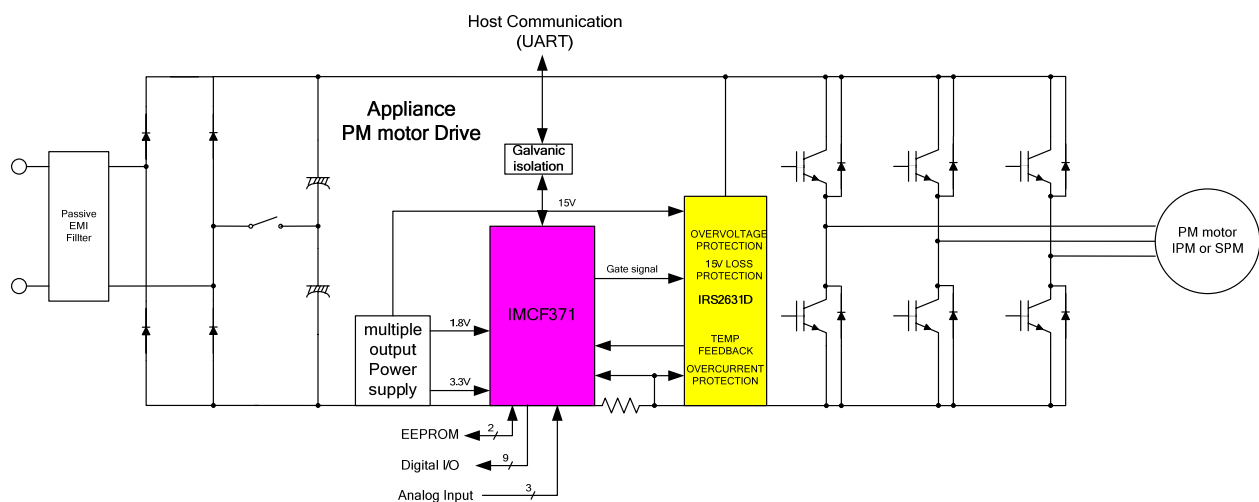 Host Communication
(UART)
Appliance
PM motor Drive
Galvanic
isolation
Passive
EMI
Fillter
15V
OVERVOLTAGE
PROTECTION
15V LOSS
PROTECTION
IRS2631D
TEMP
FEEDBACK
OVERCURRENT
PROTECTION
Gate signal
IMCF371
PM motor
IPM or SPM
multiple
output
Power
supply
1.8V
3.3V
EEPROM
2
Digital I/O
9
Analog Input
3